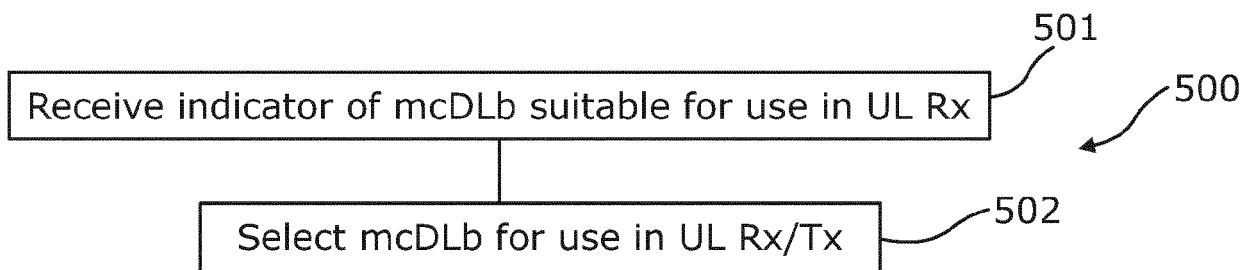 501
Receive indicator of mcDLb suitable for use in UL Rx
500
502
Select mcDLb for use in UL Rx/Tx